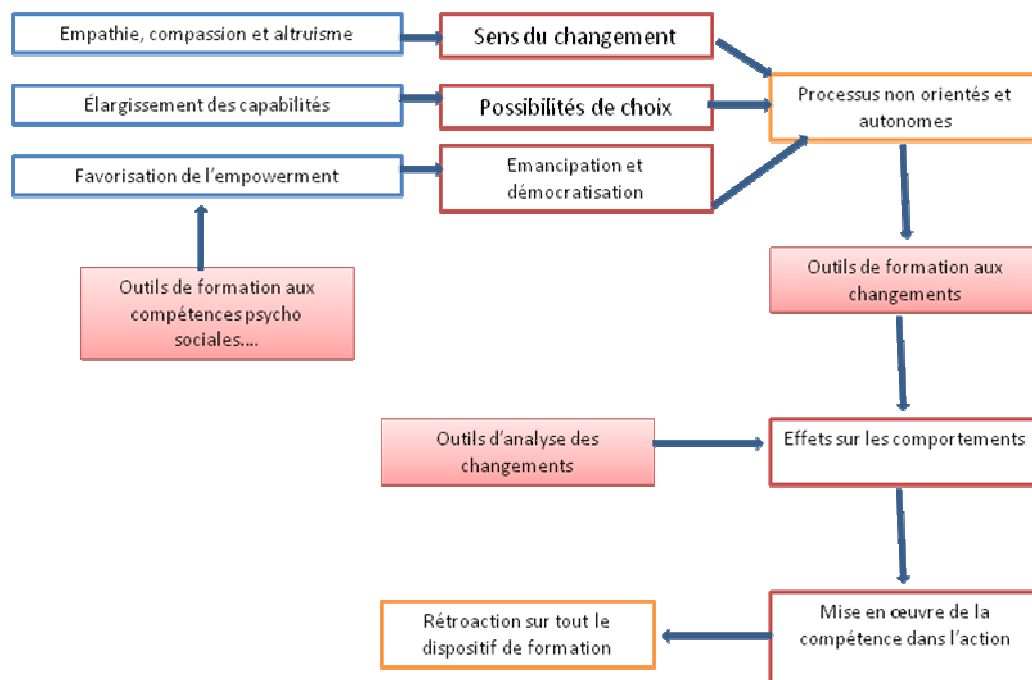 Empathie, compassion et altruisme
Sens du changement
Élargissement des capabilités
Possibilités de choix
Processus non orientés et
autonomes
Favorisation de l'empowerment
Emancipation et
démocratisation
Outils de formation aux
compétences psycho
sociales....
Outils de formation aux
changements
Outils d'analyse des
changements
Effets sur les comportements
Rétroaction sur tout le
dispositif de formation
Mise en œuvre de la
compétence dans l'action